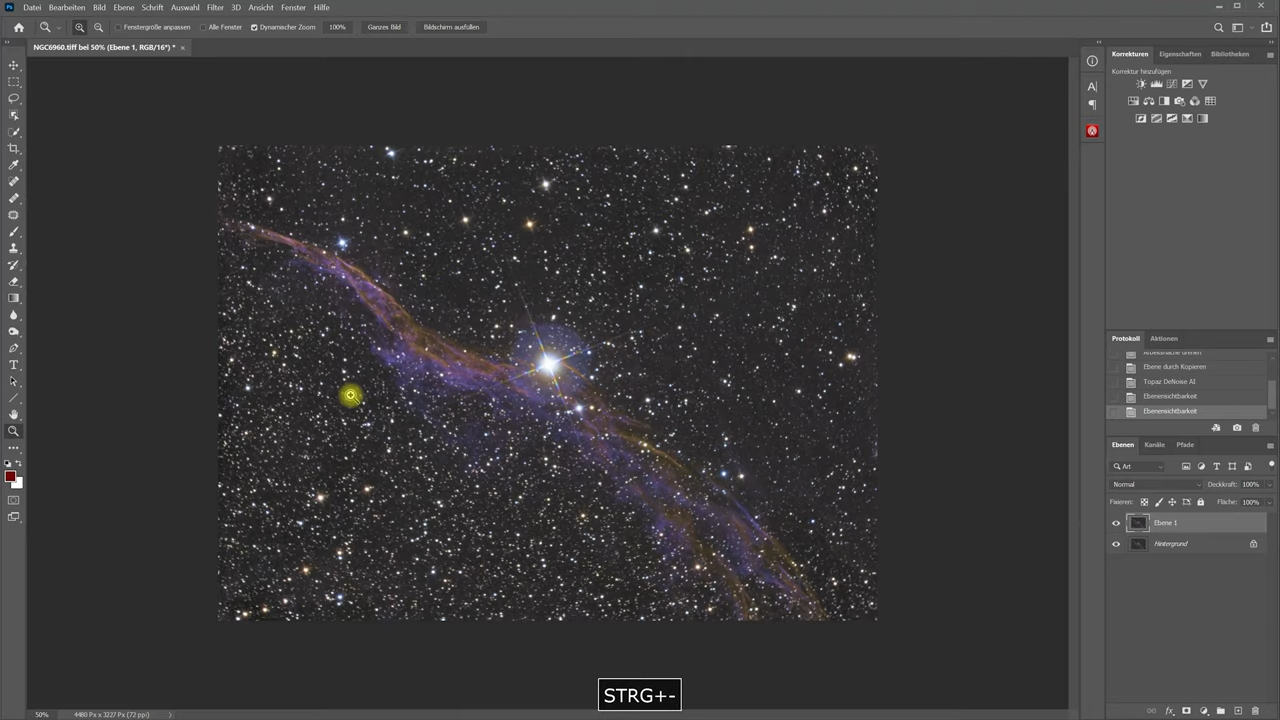 Datei Bearbeiten Bild Ebene Schrift Auswahl Filter 3D Ansicht Fenster Hilfe
Fenstergröße anpassen Alle Fenster Dynamischer Zoom 100% Ganzes Bild Bildschirm ausfüllen
NGC6960.tiff bei 50% (Ebene 1, RGB/16*) *
Korrekturen Eigenschaften Bibliotheken
Korrektur hinzufügen
Protokoll Aktionen
Ebene durch Kopieren
Topaz DeNoise AI
Ebenensichtbarkeit
Ebenensichtbarkeit
Ebenen Kanäle Pfade
Art
Normal Deckkraft: 100%
Fixieren: Fläche: 100%
Ebene 1
Hintergrund
STRG+-
50% 4480 Px x 3227 Px (72 ppi)